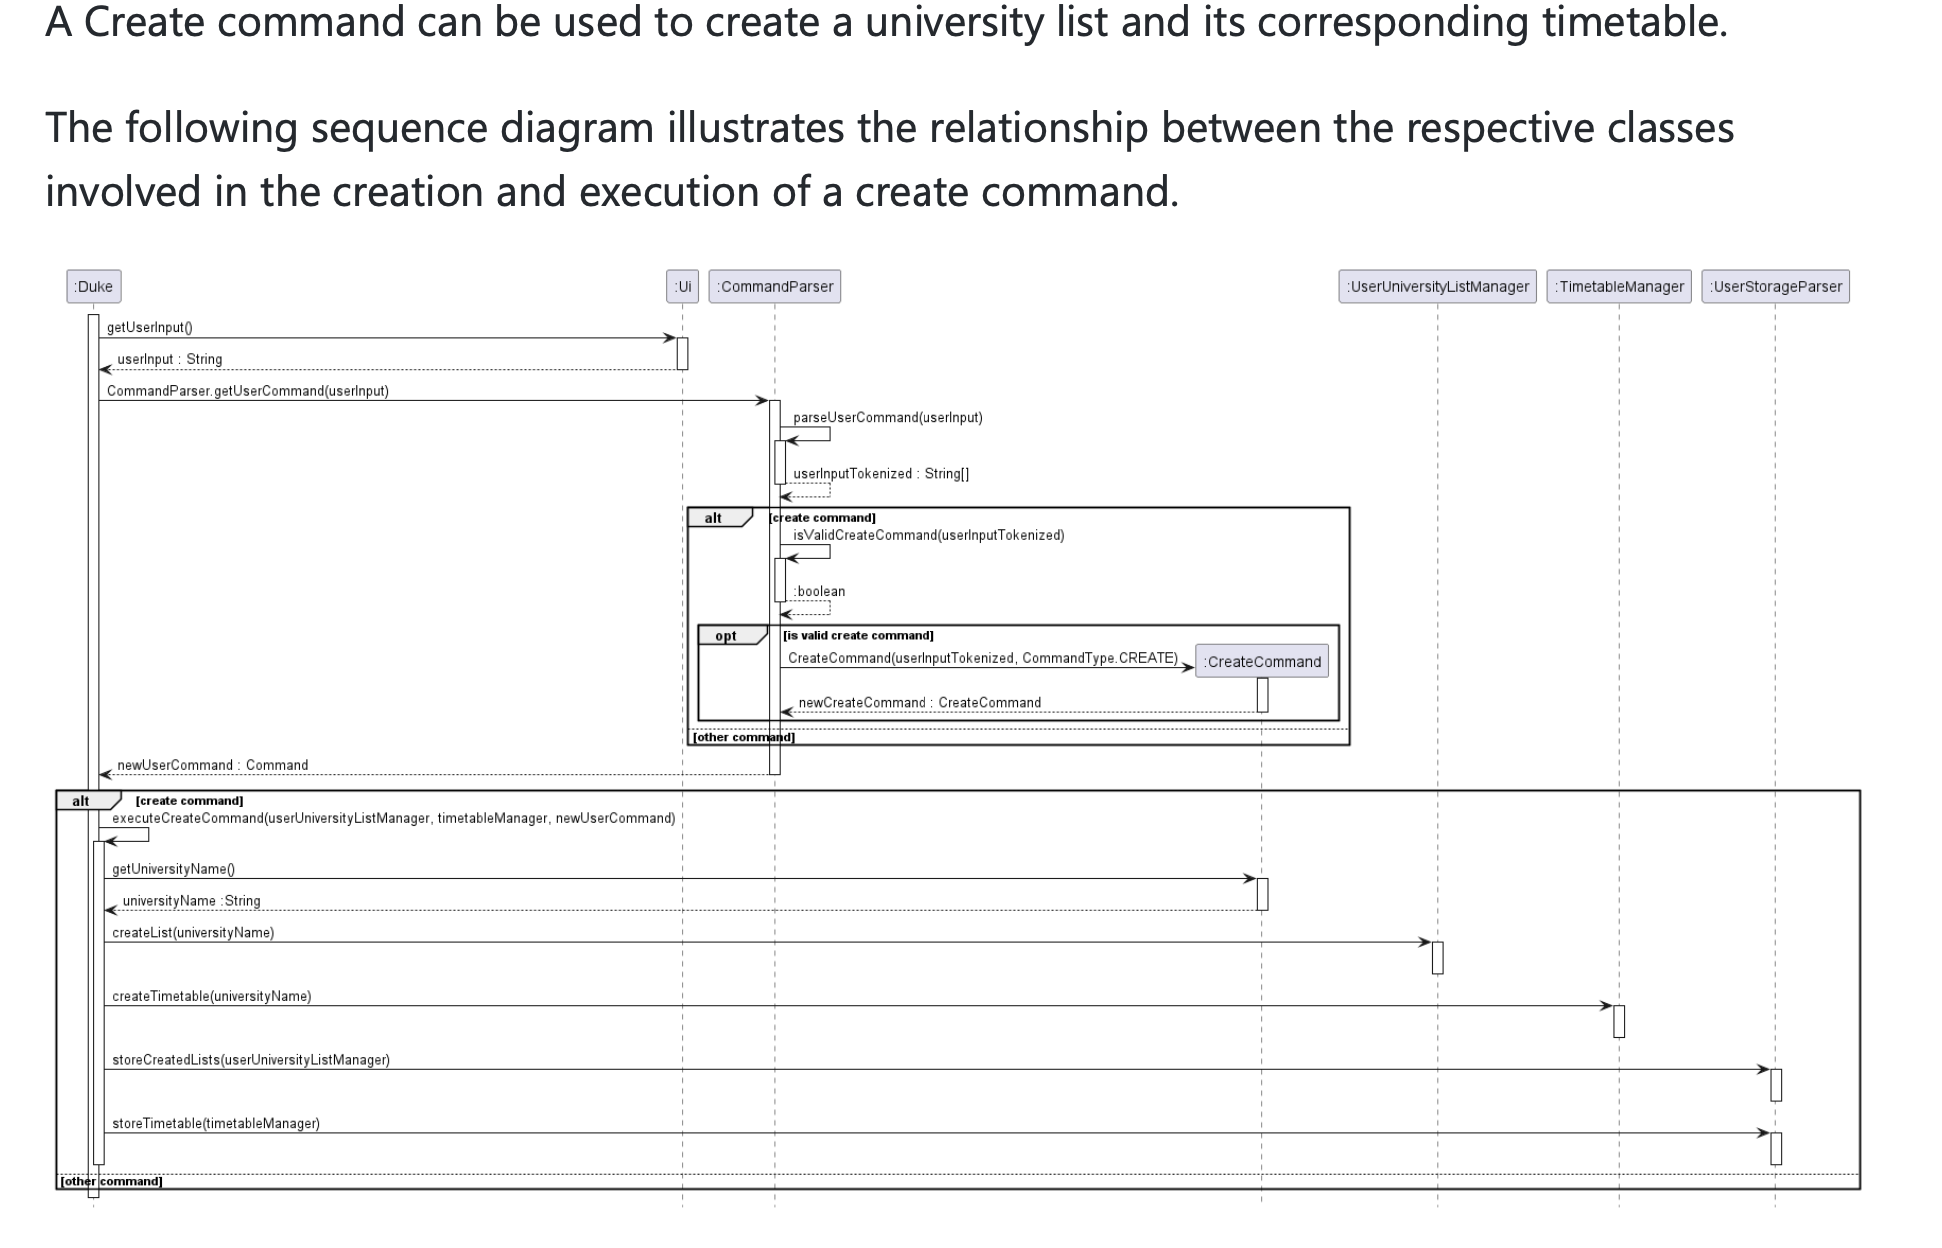 A Create command can be used to create a university list and its corresponding timetable.
The following sequence diagram illustrates the relationship between the respective classes
involved in the creation and execution of a create command.
:Duke
:Ui
:CommandParser
:UserUniversityListManager
:TimetableManager
:UserStorageParser
getUserInput()
userInput : String
CommandParser.getUserCommand(userInput)
parseUserCommand(userInput)
userInputTokenized : String[]
alt
[create command]
isValidCreateCommand(userInputTokenized)
:boolean
opt
[is valid create command]
CreateCommand(userInputTokenized, CommandType.CREATE)
:CreateCommand
newCreateCommand : CreateCommand
[other command]
newUserCommand : Command
alt
[create command]
executeCreateCommand(userUniversityListManager, timetableManager, newUserCommand)
getUniversityName()
universityName :String
createList(universityName)
createTimetable(universityName)
storeCreatedLists(userUniversityListManager)
storeTimetable(timetableManager)
[other command]